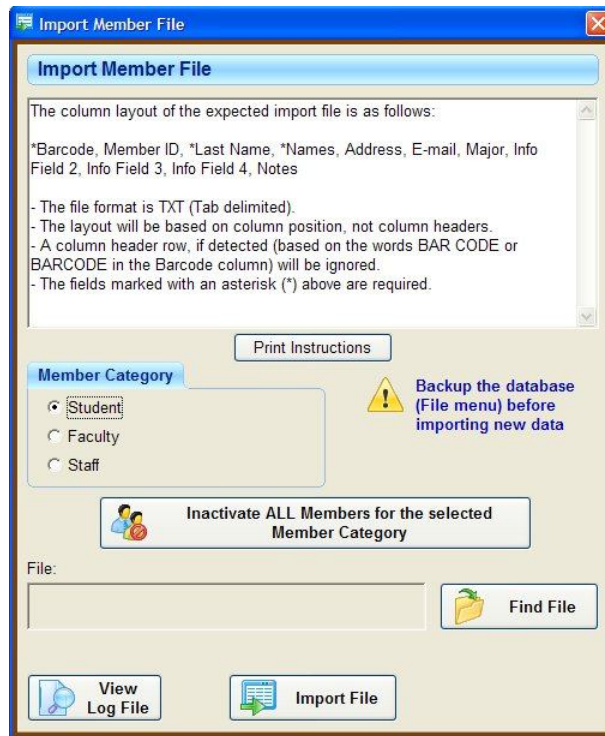 Import Member File
Import Member File
The column layout of the expected import file is as follows:
*Barcode, Member ID, *Last Name, *Names, Address, E-mail, Major, Info
Field 2, Info Field 3, Info Field 4, Notes
- The file format is TXT (Tab delimited).
- The layout will be based on column position, not column headers.
- A column header row, if detected (based on the words BAR CODE or
BARCODE in the Barcode column) will be ignored.
- The fields marked with an asterisk (*) above are required.
Print Instructions
Member Category
Student
Faculty
Staff
Backup the database
(File menu) before
importing new data
Inactivate ALL Members for the selected
Member Category
File:
Find File
View
Log File
Import File